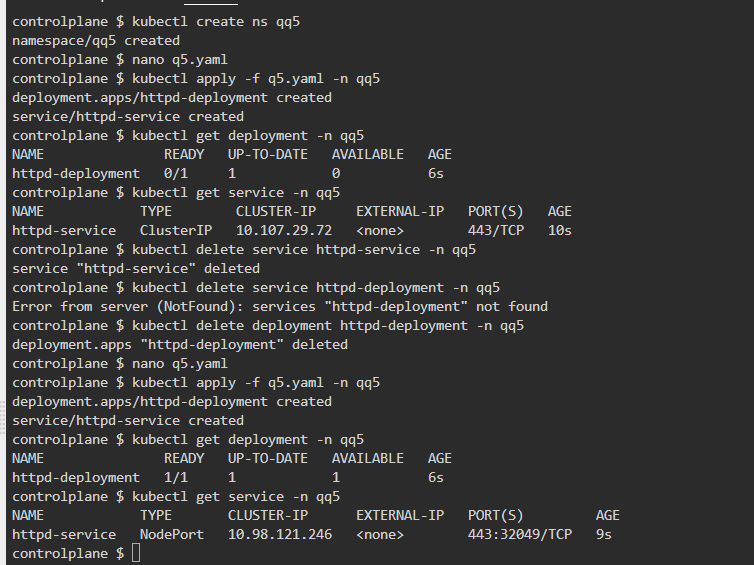 controlplane $ kubectl create ns qq5
namespace/qq5 created
controlplane $ nano q5.yaml
controlplane $ kubectl apply -f q5.yaml -n qq5
deployment.apps/httpd-deployment created
service/httpd-service created
controlplane $ kubectl get deployment -n qq5
NAME               READY   UP-TO-DATE   AVAILABLE   AGE
httpd-deployment   0/1     1            0           6s
controlplane $ kubectl get service -n qq5
NAME            TYPE        CLUSTER-IP     EXTERNAL-IP   PORT(S)   AGE
httpd-service   ClusterIP   10.107.29.72   <none>        443/TCP   10s
controlplane $ kubectl delete service httpd-service -n qq5
service "httpd-service" deleted
controlplane $ kubectl delete service httpd-deployment -n qq5
Error from server (NotFound): services "httpd-deployment" not found
controlplane $ kubectl delete deployment httpd-deployment -n qq5
deployment.apps "httpd-deployment" deleted
controlplane $ nano q5.yaml
controlplane $ kubectl apply -f q5.yaml -n qq5
deployment.apps/httpd-deployment created
service/httpd-service created
controlplane $ kubectl get deployment -n qq5
NAME               READY   UP-TO-DATE   AVAILABLE   AGE
httpd-deployment   1/1     1            1           6s
controlplane $ kubectl get service -n qq5
NAME            TYPE       CLUSTER-IP      EXTERNAL-IP   PORT(S)         AGE
httpd-service   NodePort   10.98.121.246   <none>        443:32049/TCP   9s
controlplane $